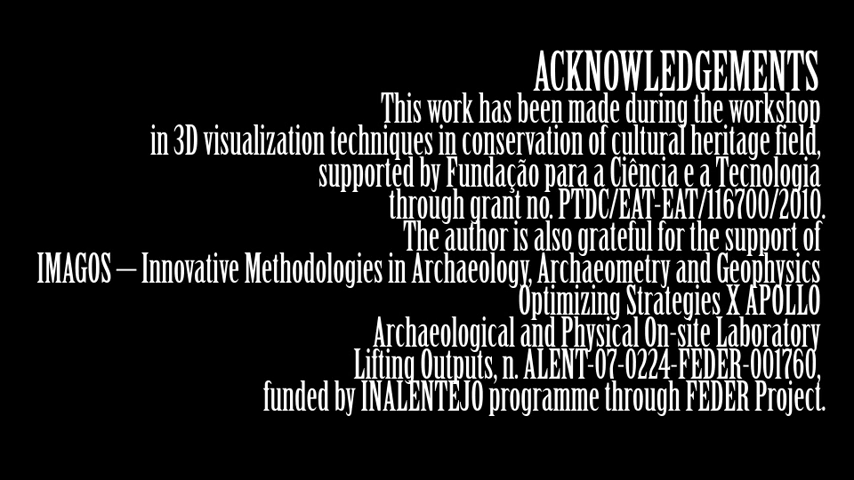 ACKNOWLEDGEMENTS
This work has been made during the workshop
in 3D visualization techniques in conservation of cultural heritage field,
supported by Fundação para a Ciência e a Tecnologia
through grant no. PTDC/EAT-EAT/116700/2010.
The author is also grateful for the support of
IMAGOS – Innovative Methodologies in Archaeology, Archaeometry and Geophysics
Optimizing Strategies X APOLLO
Archaeological and Physical On-site Laboratory
Lifting Outputs, n. ALENT-07-0224-FEDER-001760,
funded by INALENTEJO programme through FEDER Project.